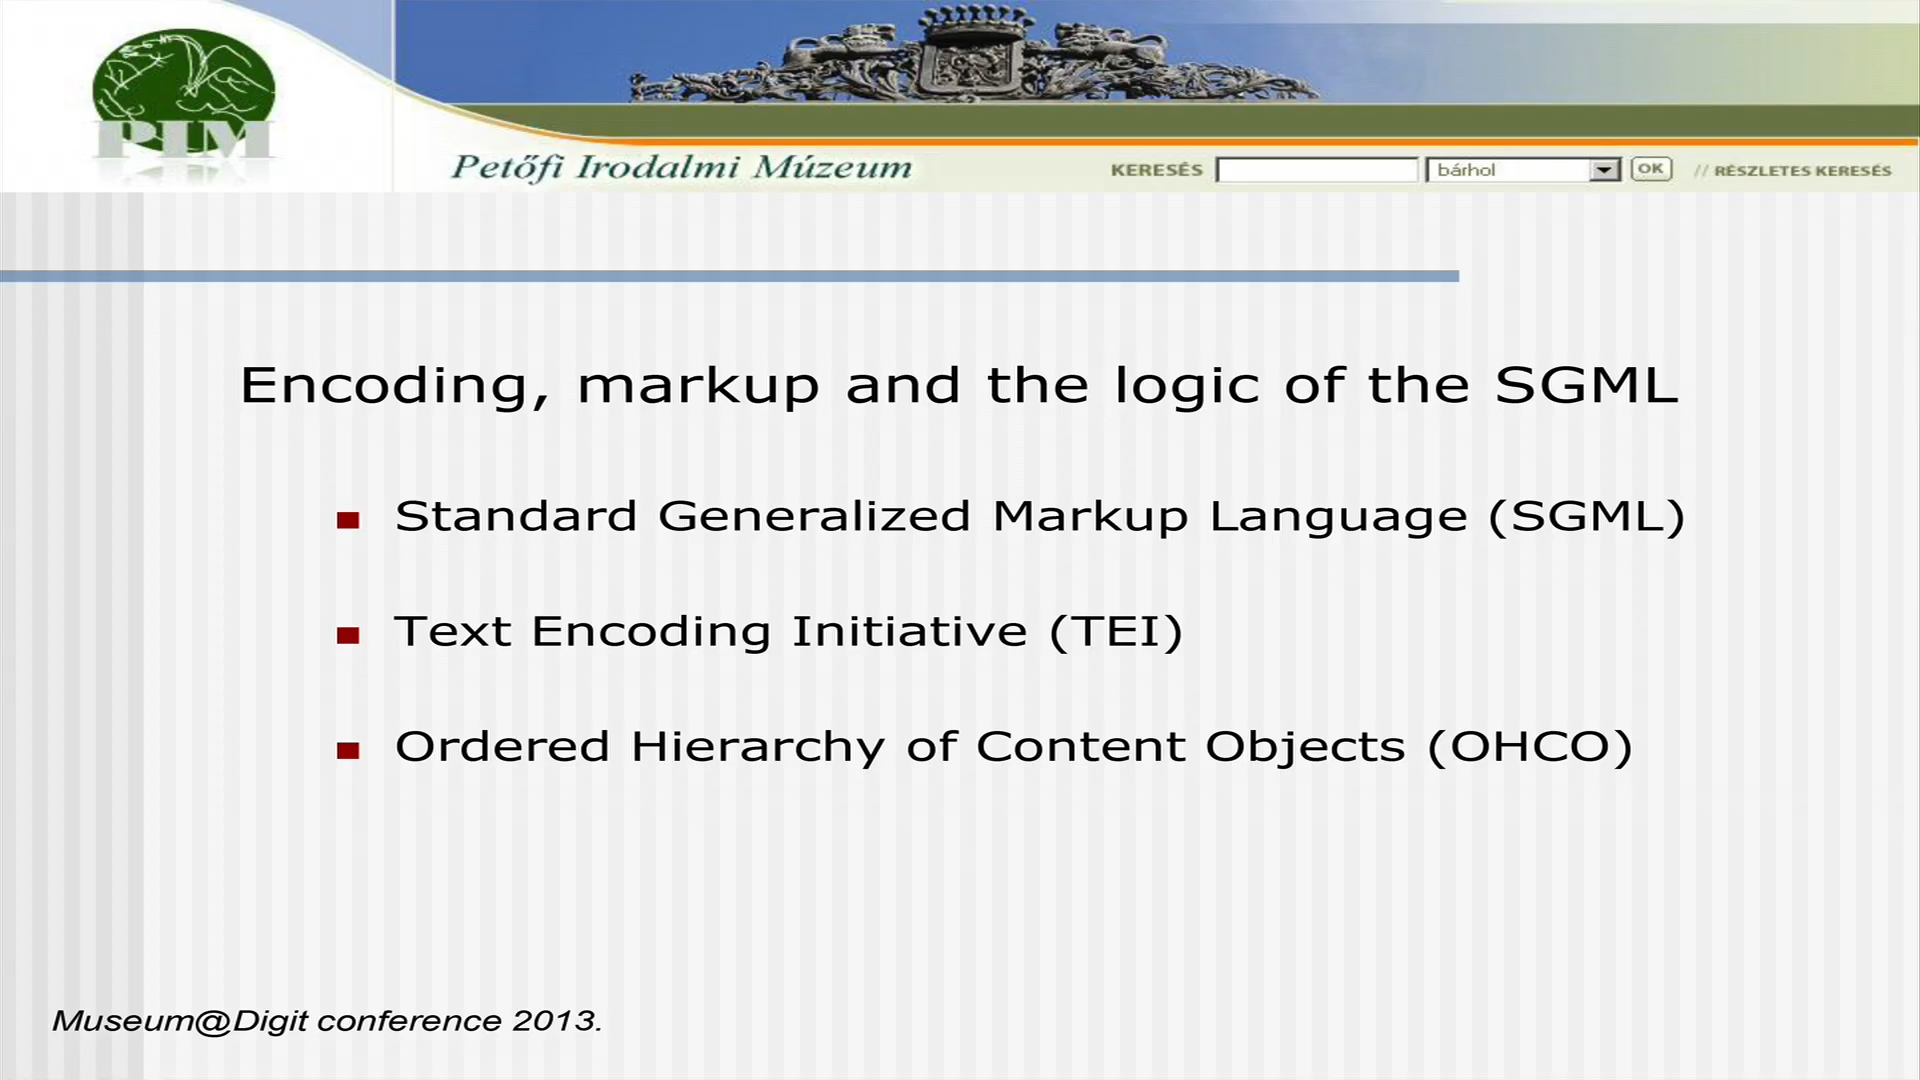 PIM
Petőfi Irodalmi Múzeum
KERESÉS bárhol OK // RÉSZLETES KERESÉS
Encoding, markup and the logic of the SGML
Standard Generalized Markup Language (SGML)
Text Encoding Initiative (TEI)
Ordered Hierarchy of Content Objects (OHCO)
Museum@Digit conference 2013.